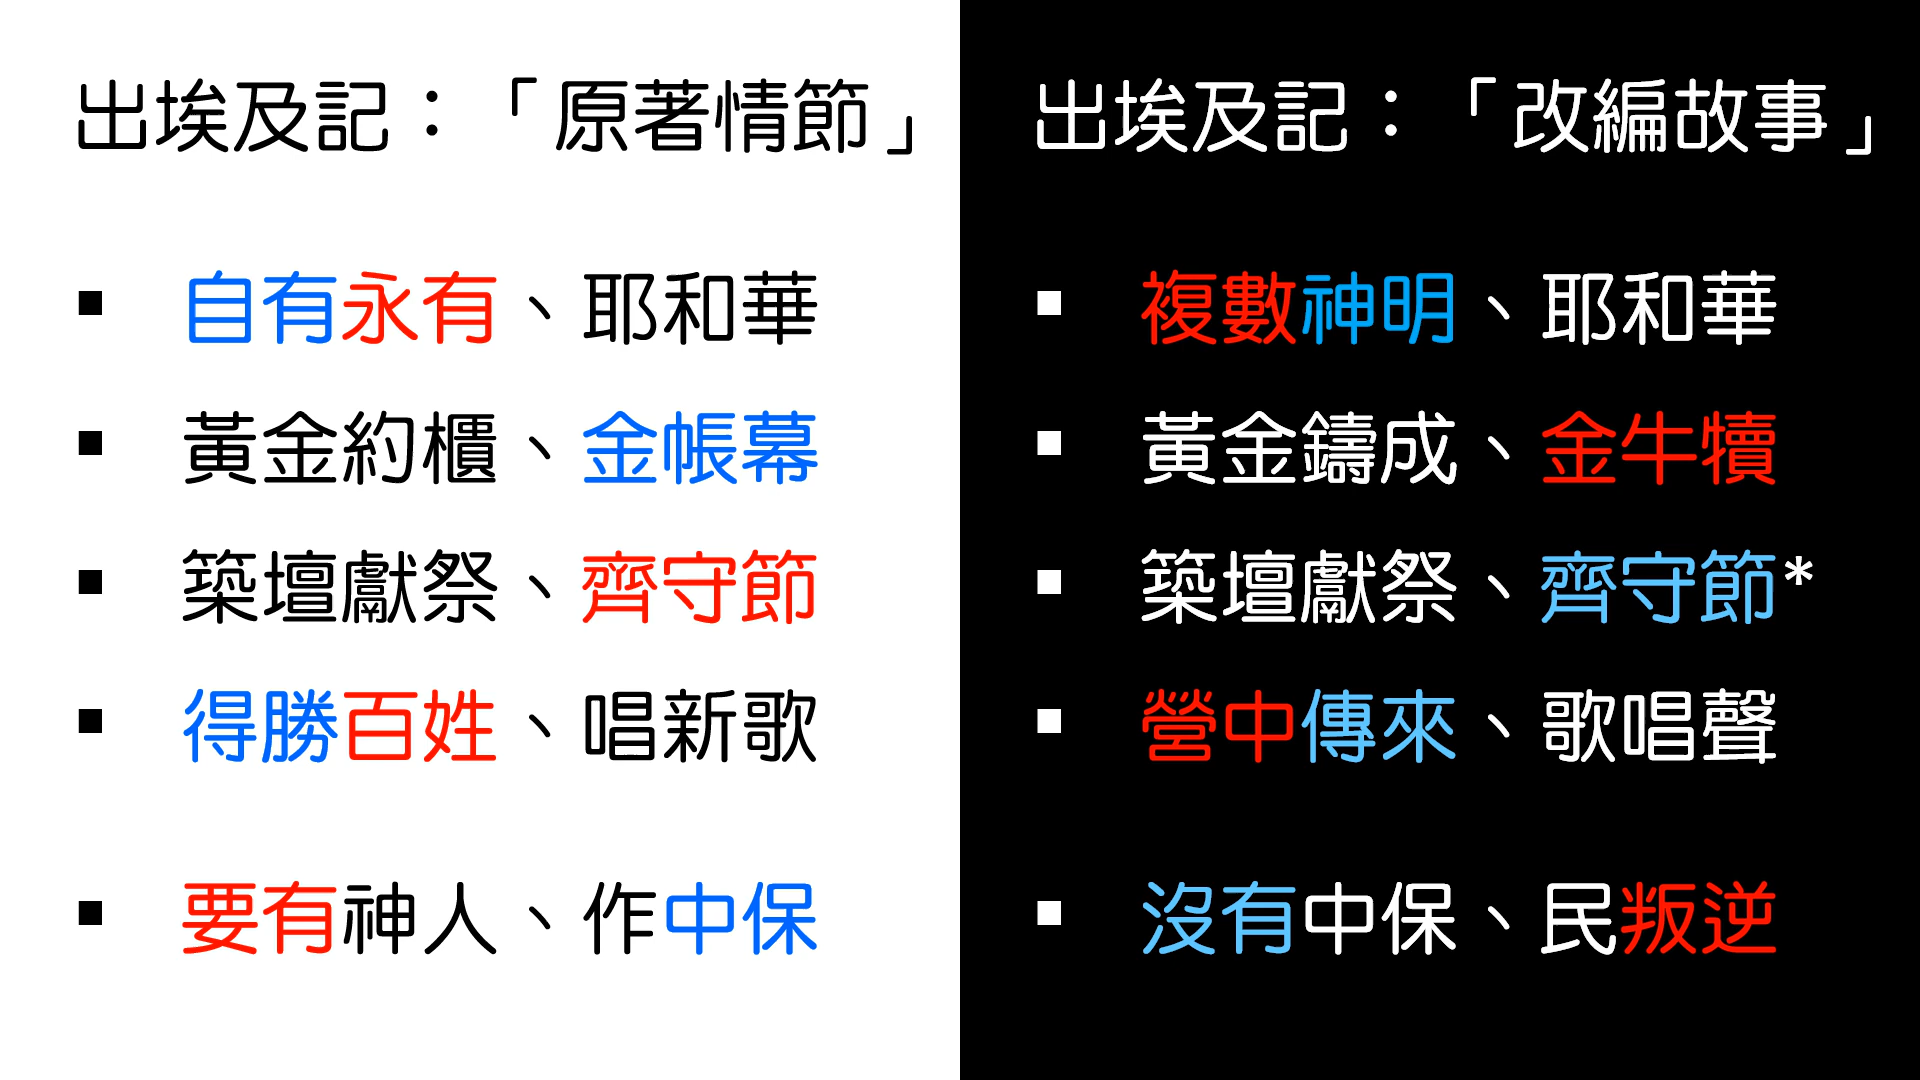 出埃及記：「原著情節」
▪ 自有永有、耶和華
▪ 黃金約櫃、金帳幕
▪ 築壇獻祭、齊守節
▪ 得勝百姓、唱新歌
▪ 要有神人、作中保
出埃及記：「改編故事」
▪ 複數神明、耶和華
▪ 黃金鑄成、金牛犢
▪ 築壇獻祭、齊守節*
▪ 營中傳來、歌唱聲
▪ 沒有中保、民叛逆